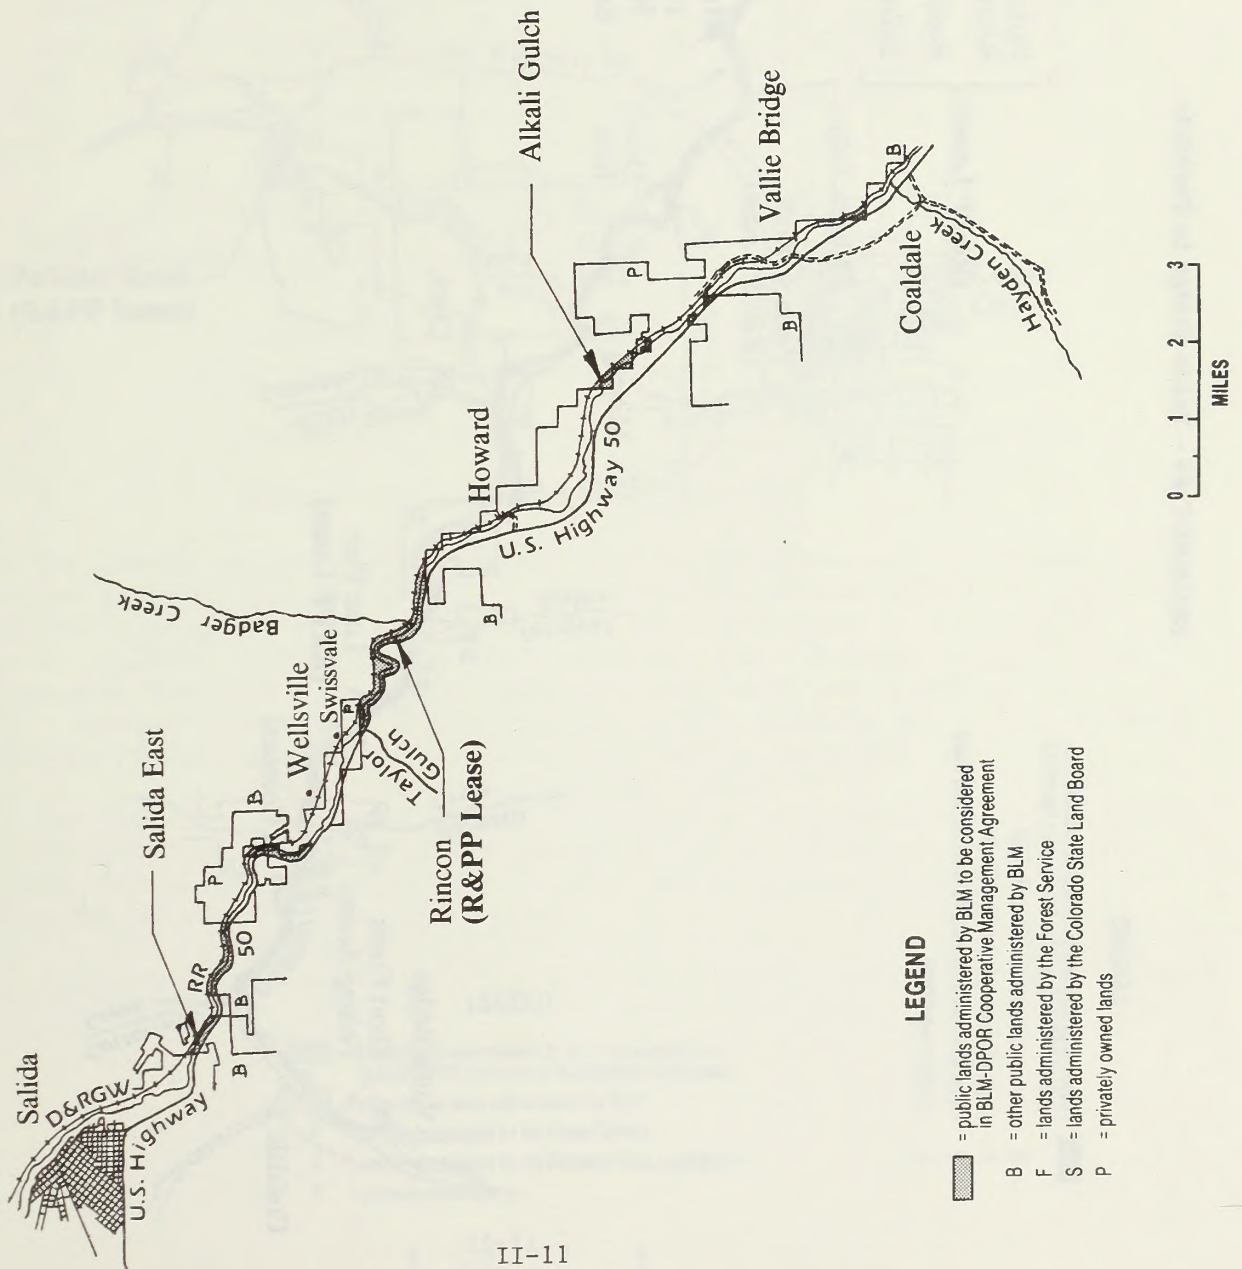 Salida
D&RGW
RR
U.S. Highway
50
Salida East
B
B
P
B
Wellsville
Swissvale
P
Taylor
Gulch
Rincon
(R&PP Lease)
Badger Creek
B
Howard
U.S. Highway 50
Alkali Gulch
P
B
Vallie Bridge
B
Coaldale
Hayden Creek
LEGEND
= public lands administered by BLM to be considered
in BLM-DPOR Cooperative Management Agreement
B = other public lands administered by BLM
F = lands administered by the Forest Service
S = lands administered by the Colorado State Land Board
P = privately owned lands
0 1 2 3
MILES
II-11